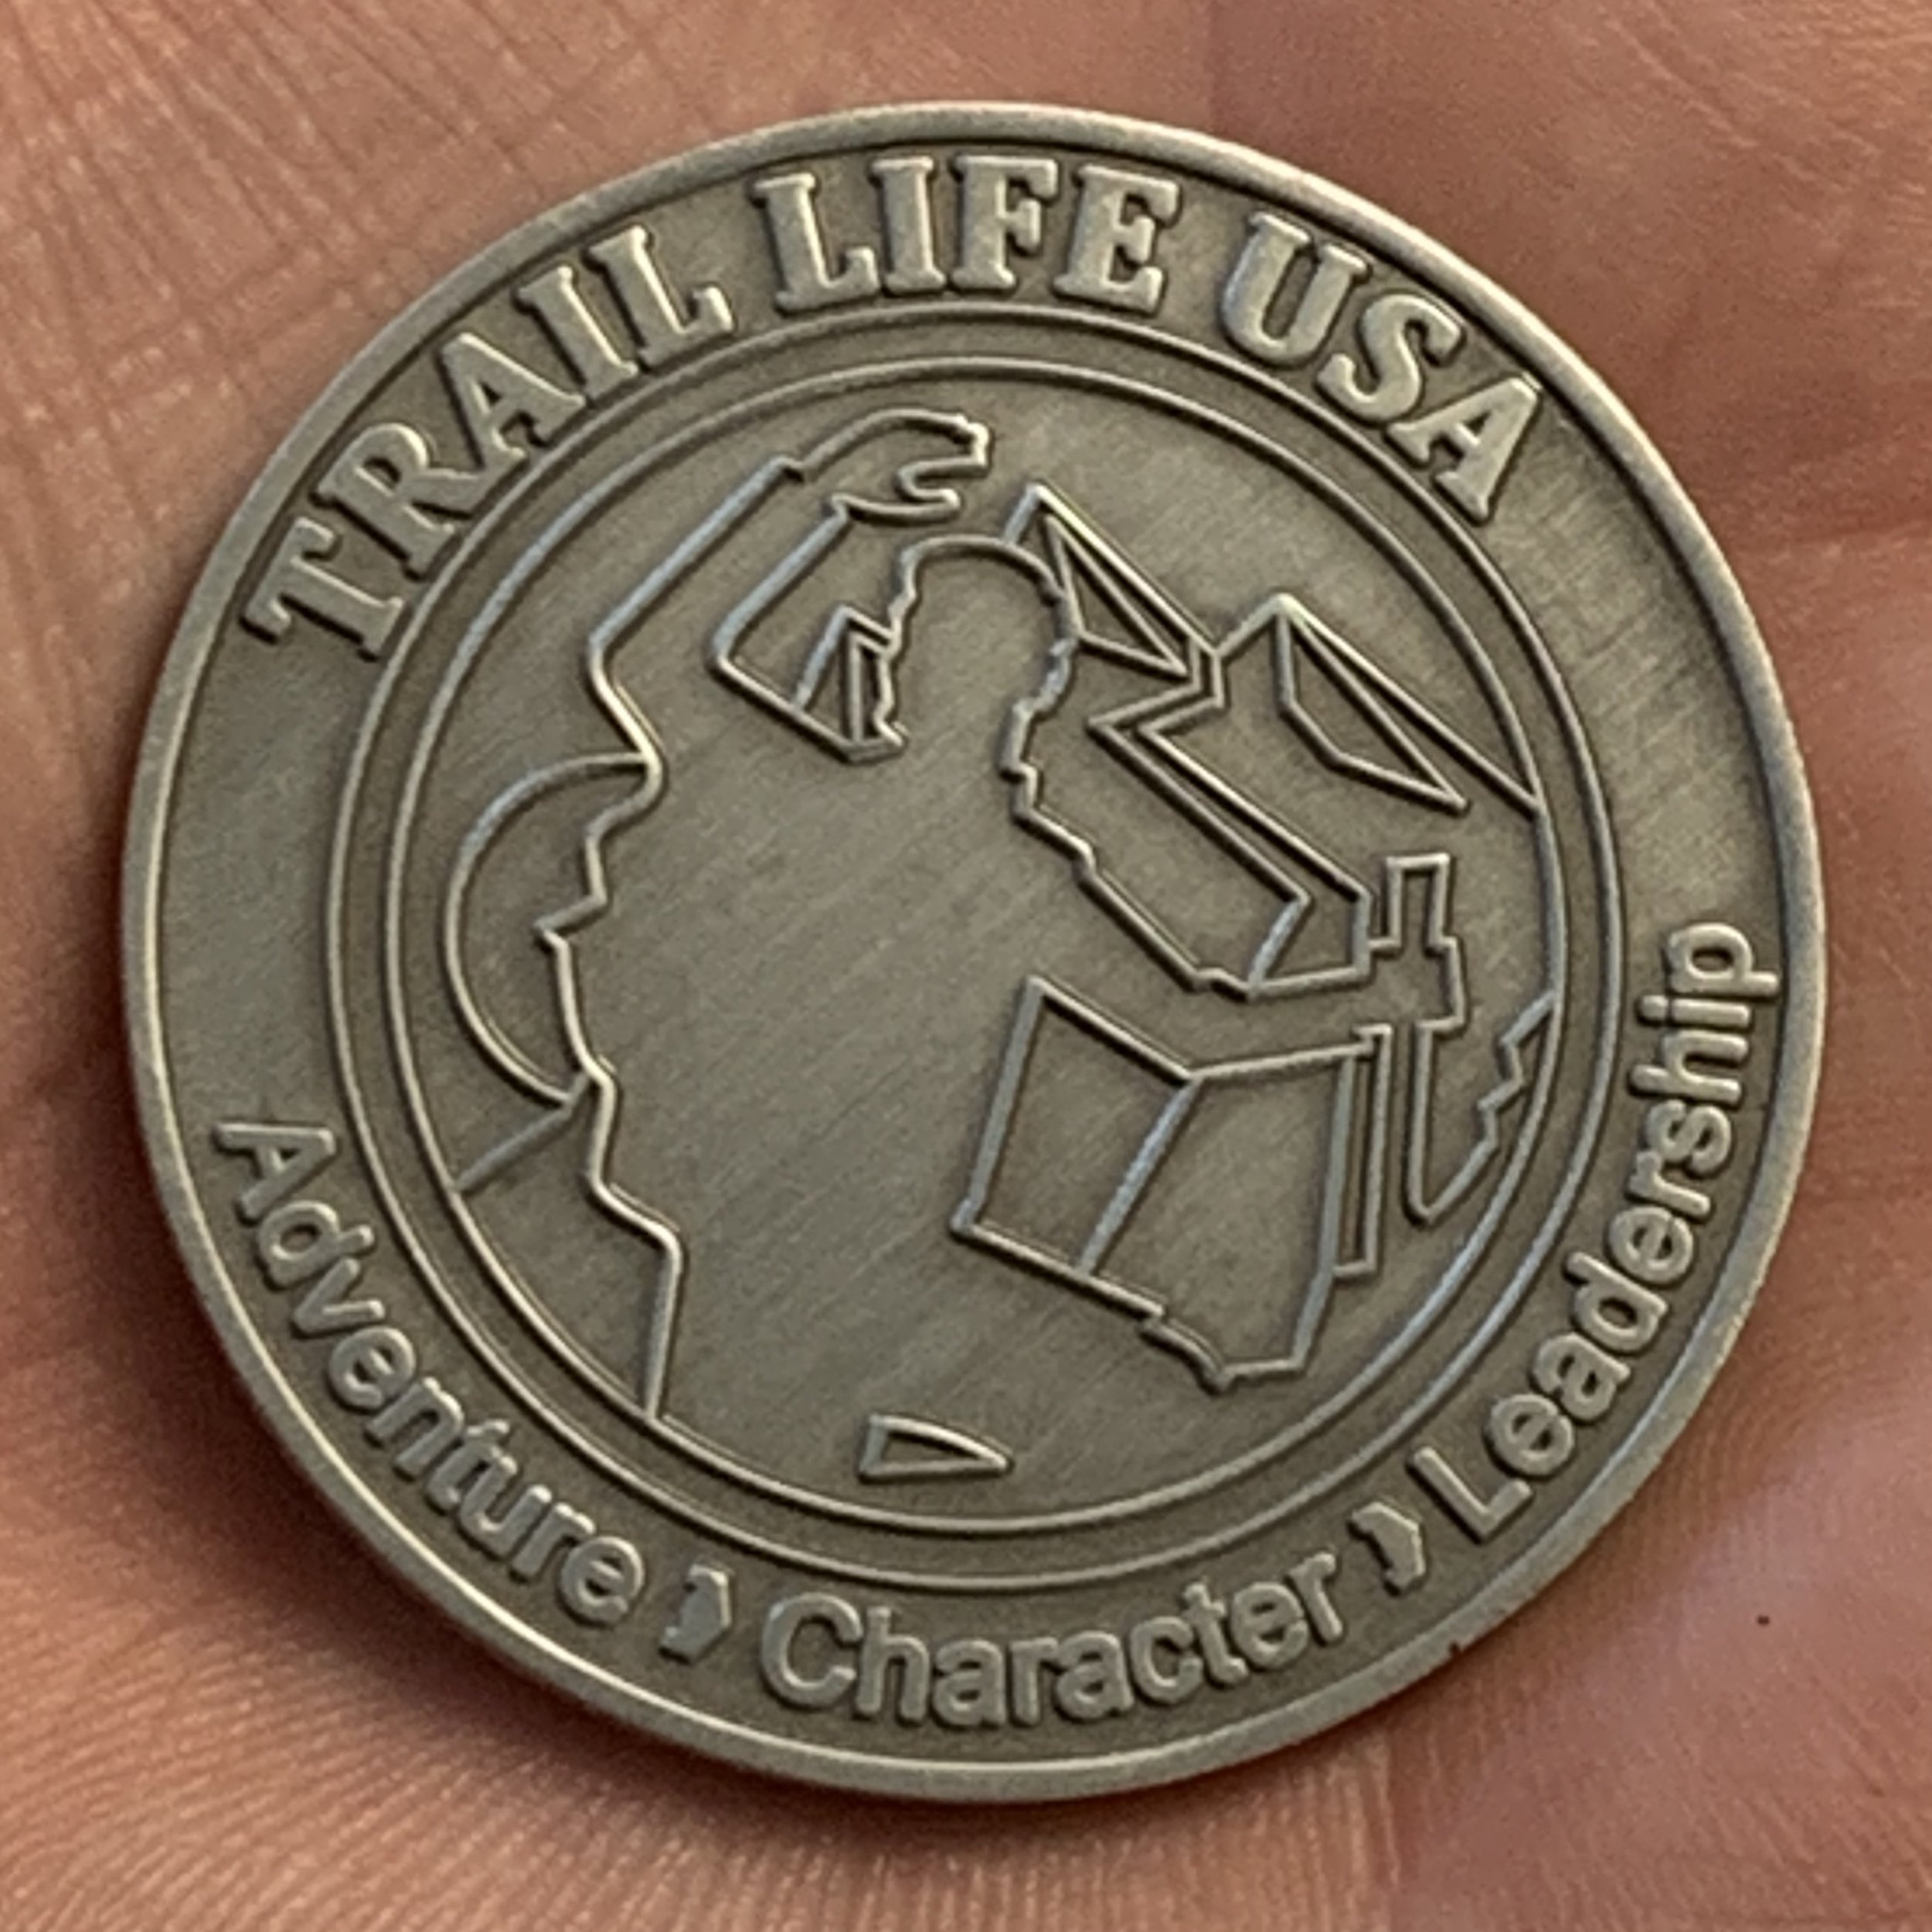 TRAIL LIFE USA
Adventure Character Leadership